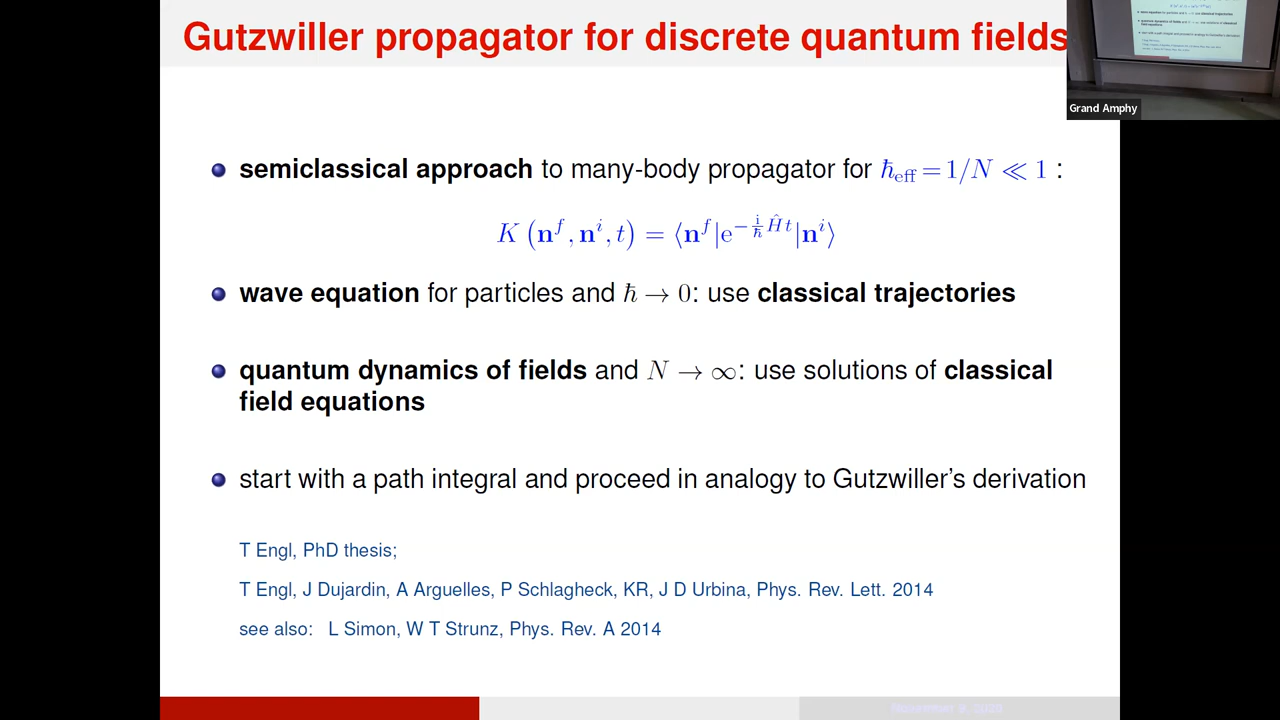 Gutzwiller propagator for discrete quantum fields
Grand Amphy
semiclassical approach to many-body propagator for ℏeff = 1/N ≪ 1 :
K (n^f, n^i, t) = ⟨n^f|e^{−(i/ℏ)Ĥt}|n^i⟩
wave equation for particles and ℏ → 0: use classical trajectories
quantum dynamics of fields and N → ∞: use solutions of classical
field equations
start with a path integral and proceed in analogy to Gutzwiller's derivation
T Engl, PhD thesis;
T Engl, J Dujardin, A Arguelles, P Schlagheck, KR, J D Urbina, Phys. Rev. Lett. 2014
see also: L Simon, W T Strunz, Phys. Rev. A 2014